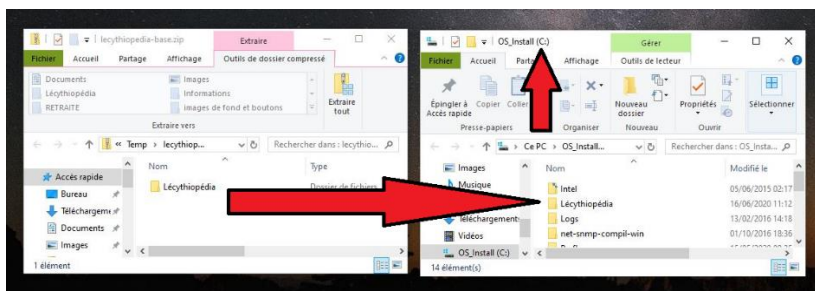 lecythiopedia-base.zip
Extraire
Fichier Accueil Partage Affichage Outils de dossier compressé
Documents Images
Lécythiopédia Informations
RETRAITE images de fond et boutons
Extraire tout
Extraire vers
« Temp > lecythiop... Rechercher dans : lecythio...
Accès rapide
Bureau
Téléchargeme
Documents
Images
Nom Type
Lécythiopédia Dossier de fichiers
1 élément
OS_Install (C:)
Gérer
Fichier Accueil Affichage Outils de lecteur
Épingler à Accès rapide
Copier Coller
Nouveau dossier
Propriétés
Sélectionner
Presse-papiers Organiser Nouveau Ouvrir
> Ce PC > OS_Install... Rechercher dans : OS_Insta...
Images
Musique
Téléchargement
Vidéos
OS_Install (C:)
Nom Modifié le
Intel 05/06/2015 02:17
Lécythiopédia 16/06/2020 11:12
Logs 13/02/2016 14:18
net-snmp-compil-win 01/10/2016 18:36
14 élément(s)